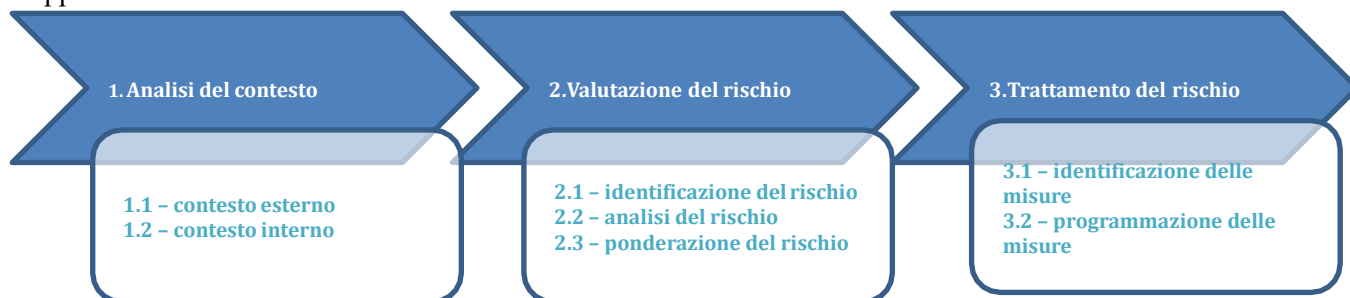 1. Analisi del contesto
2.Valutazione del rischio
3.Trattamento del rischio
1.1 – contesto esterno
1.2 – contesto interno
2.1 – identificazione del rischio
2.2 – analisi del rischio
2.3 – ponderazione del rischio
3.1 – identificazione delle
misure
3.2 – programmazione delle
misure